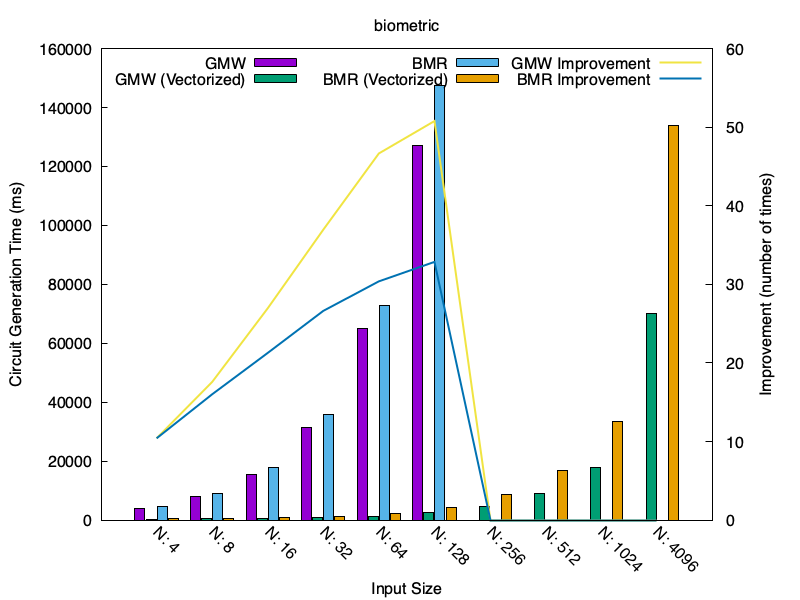 biometric
GMW
BMR
GMW Improvement
GMW (Vectorized)
BMR (Vectorized)
BMR Improvement
Circuit Generation Time (ms)
160000
140000
120000
100000
80000
60000
40000
20000
0
60
50
40
30
20
10
0
Improvement (number of times)
N: 4
N: 8
N: 16
N: 32
N: 64
N: 128
N: 256
N: 512
N: 1024
N: 4096
Input Size